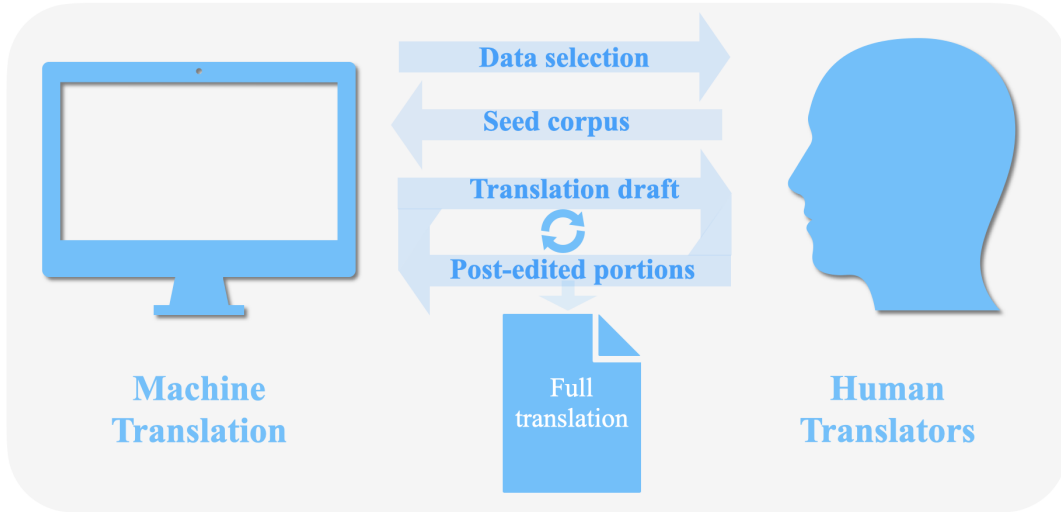 Data selection
Seed corpus
Translation draft
Post-edited portions
Full
translation
Machine
Translation
Human
Translators